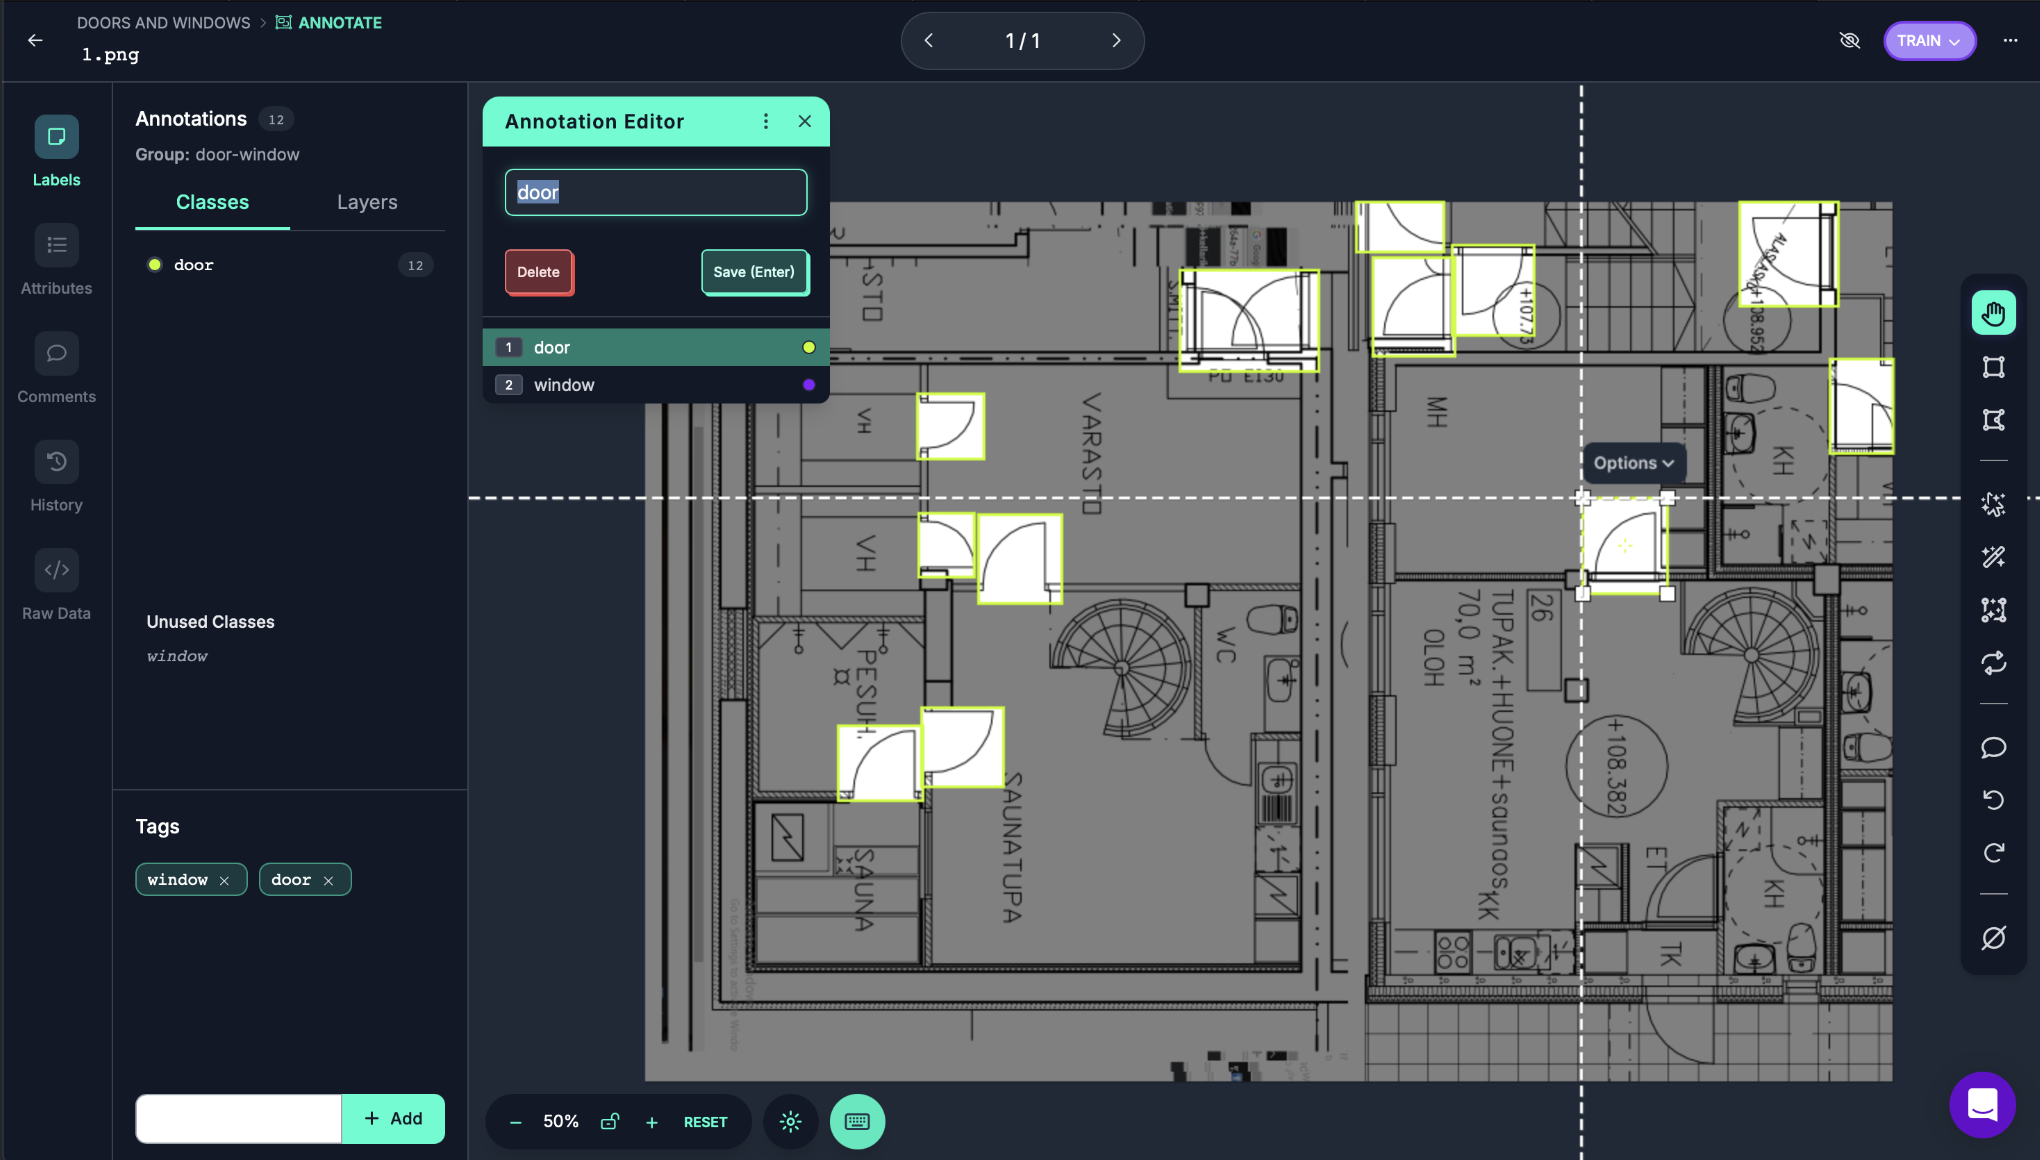 DOORS AND WINDOWS > ANNOTATE
1.png
1 / 1
TRAIN
Labels
Attributes
Comments
History
Raw Data
Annotations 12
Group: door-window
Classes Layers
door 12
Unused Classes
window
Tags
window ×
door ×
+ Add
Annotation Editor
door
Delete
Save (Enter)
1 door
2 window
Options
VH
VARASTO
VH
PESUH.
SAUNA
SAUNATUPA
WC
PO EI30
MH
KH
+107.73
+108.952
26
TUPAK.+HUONE+saunaos.KK
70,0 m²
OLOH
+108.382
ET
KH
TK
− 50% + RESET